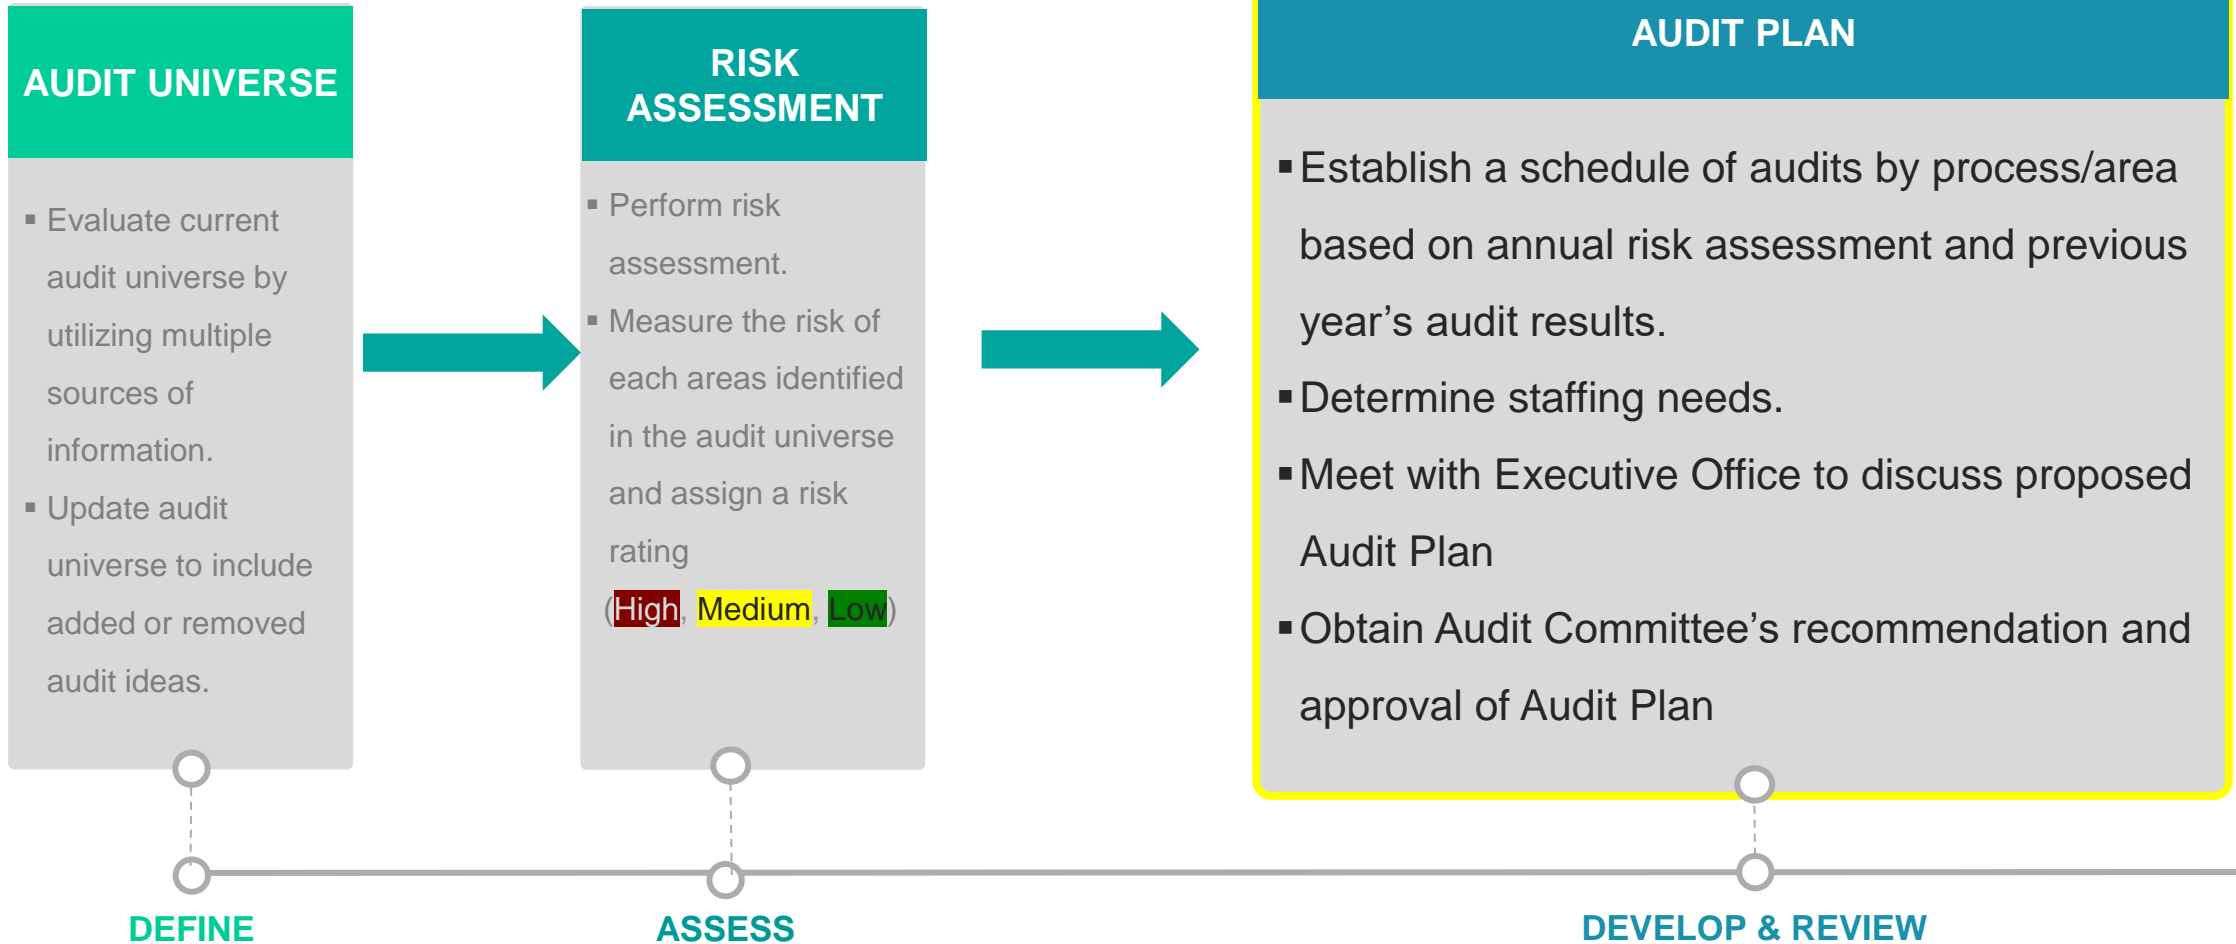 AUDIT UNIVERSE
▪ Evaluate current
audit universe by
utilizing multiple
sources of
information.
▪ Update audit
universe to include
added or removed
audit ideas.
RISK
ASSESSMENT
▪ Perform risk
assessment.
▪ Measure the risk of
each areas identified
in the audit universe
and assign a risk
rating
(High, Medium, Low)
AUDIT PLAN
▪ Establish a schedule of audits by process/area
based on annual risk assessment and previous
year’s audit results.
▪ Determine staffing needs.
▪ Meet with Executive Office to discuss proposed
Audit Plan
▪ Obtain Audit Committee’s recommendation and
approval of Audit Plan
DEFINE
ASSESS
DEVELOP & REVIEW